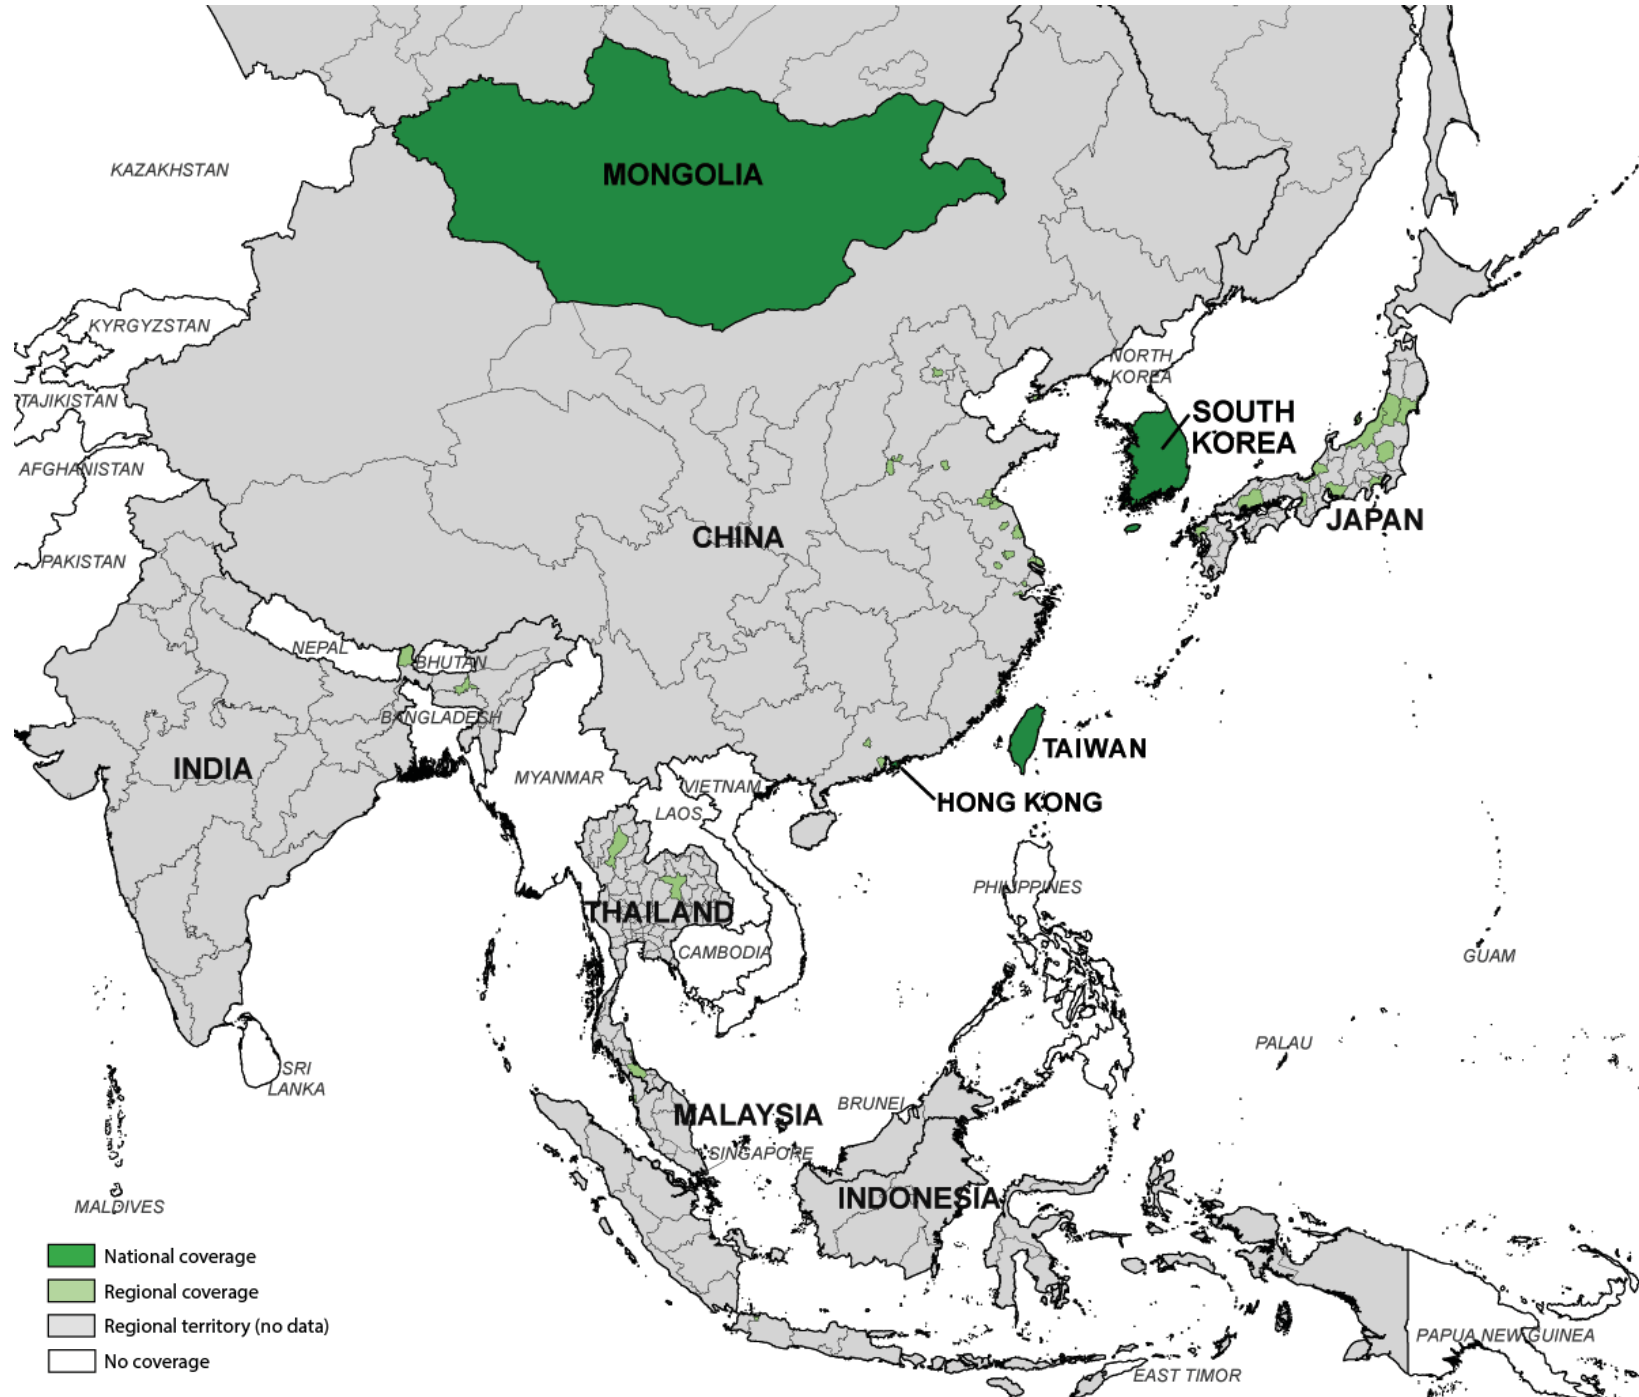 MONGOLIA
KAZAKHSTAN
KYRGYZSTAN
NORTH
KOREA
TAJIKISTAN
SOUTH
KOREA
AFGHANISTAN
JAPAN
CHINA
PAKISTAN
NEPAL
BHUTAN
BANGLADESH
TAIWAN
INDIA
MYANMAR
VIETNAM
HONG KONG
LAOS
PHILIPPINES
THAILAND
CAMBODIA
GUAM
PALAU
SRI
LANKA
BRUNEI
MALAYSIA
SINGAPORE
INDONESIA
MALDIVES
National coverage
Regional coverage
Regional territory (no data)
No coverage
PAPUA NEW GUINEA
EAST TIMOR